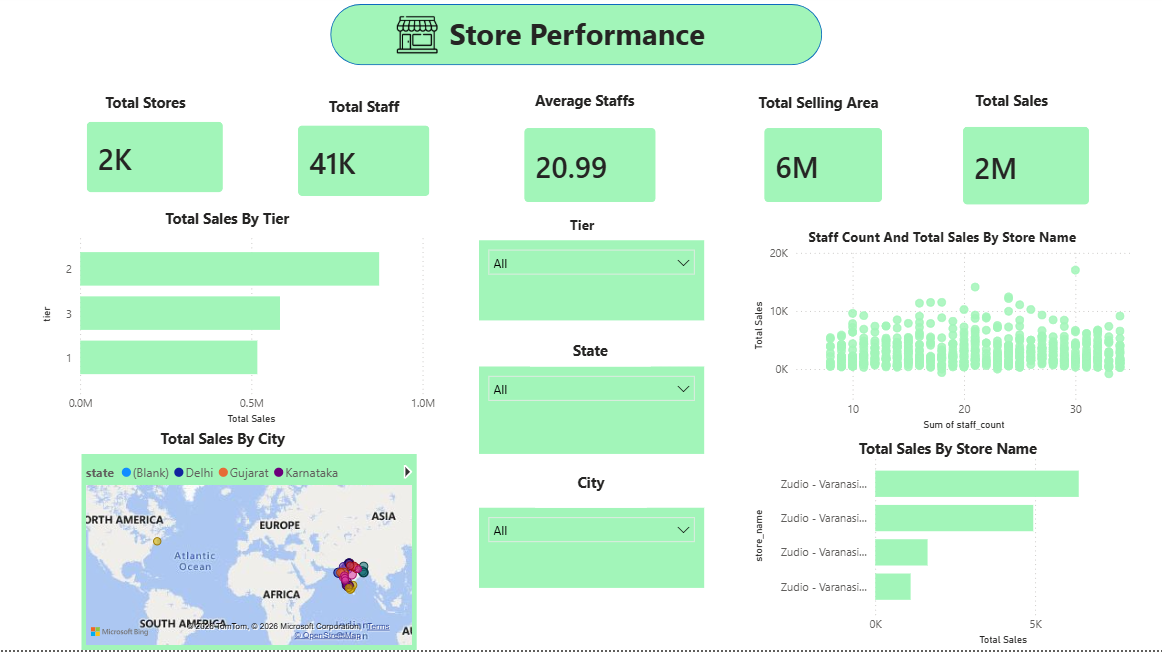 Store Performance
Total Stores
2K
Total Staff
41K
Average Staffs
20.99
Total Selling Area
6M
Total Sales
2M
Total Sales By Tier
tier
2
3
1
0.0M 0.5M 1.0M
Total Sales
Tier
All
State
All
City
All
Staff Count And Total Sales By Store Name
Total Sales
20K
10K
0K
10 20 30
Sum of staff_count
Total Sales By City
state (Blank) Delhi Gujarat Karnataka
ORTH AMERICA
EUROPE
ASIA
Atlantic
Ocean
AFRICA
SOUTH AMERICA
Indian
AU
Microsoft Bing
© 2026 TomTom, © 2026 Microsoft Corporation, Terms
© OpenStreetMap
Total Sales By Store Name
store_name
Zudio - Varanasi...
Zudio - Varanasi...
Zudio - Varanasi...
Zudio - Varanasi...
0K 5K
Total Sales